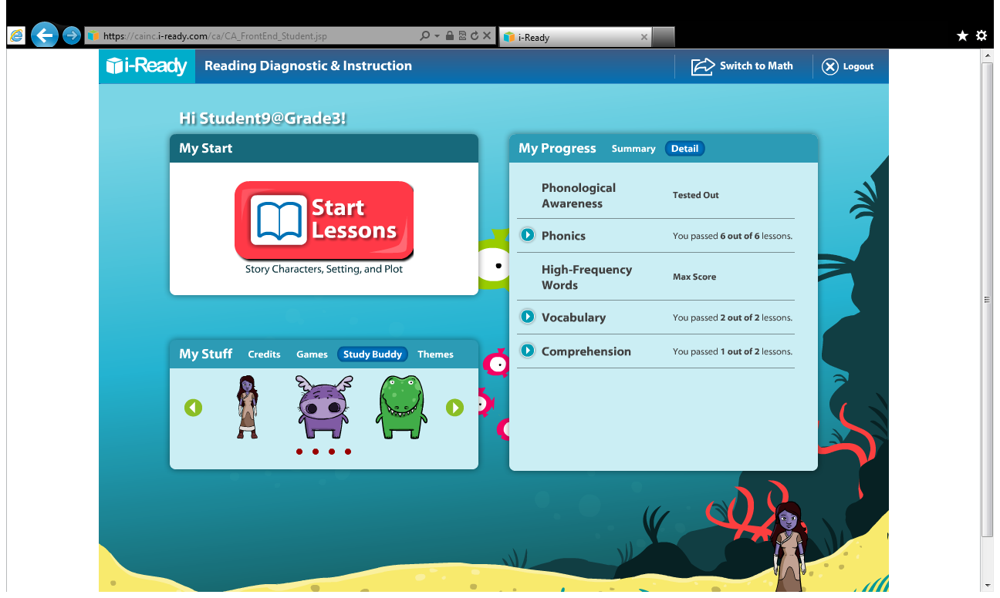 https://cainc.i-ready.com/ca/CA_FrontEnd_Student.jsp
i-Ready
i-Ready
Reading Diagnostic & Instruction
Switch to Math
Logout
Hi Student9@Grade3!
My Start
Start
Lessons
Story Characters, Setting, and Plot
My Stuff Credits Games Study Buddy Themes
My Progress Summary Detail
Phonological
Awareness
Tested Out
Phonics
You passed 6 out of 6 lessons.
High-Frequency
Words
Max Score
Vocabulary
You passed 2 out of 2 lessons.
Comprehension
You passed 1 out of 2 lessons.